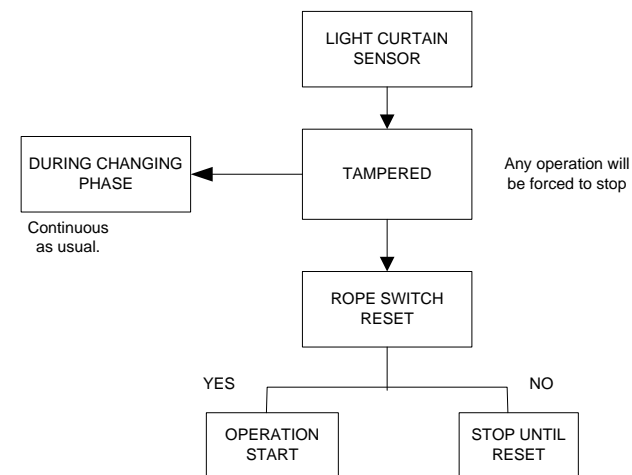 LIGHT CURTAIN
SENSOR
DURING CHANGING
PHASE
TAMPERED
Any operation will
be forced to stop
Continuous
as usual.
ROPE SWITCH
RESET
YES
NO
OPERATION
START
STOP UNTIL
RESET